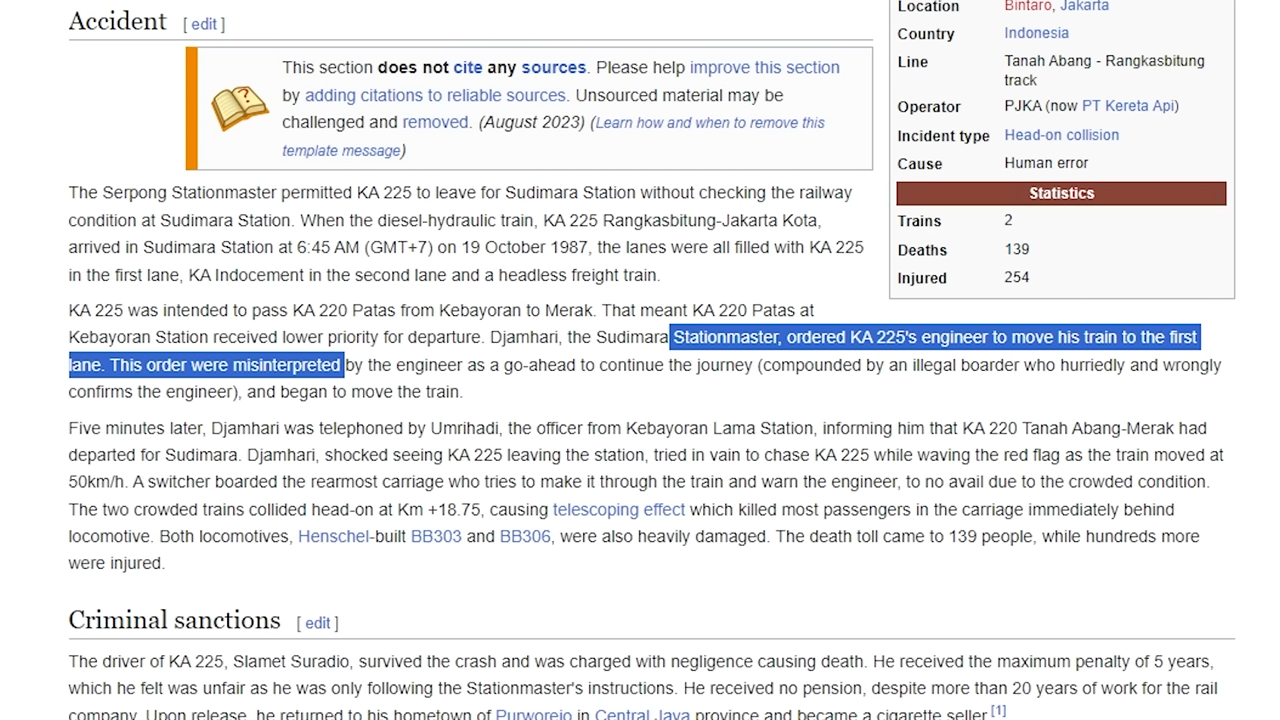 Accident [ edit ]
This section does not cite any sources. Please help improve this section
by adding citations to reliable sources. Unsourced material may be
challenged and removed. (August 2023) (Learn how and when to remove this
template message)
The Serpong Stationmaster permitted KA 225 to leave for Sudimara Station without checking the railway
condition at Sudimara Station. When the diesel-hydraulic train, KA 225 Rangkasbitung-Jakarta Kota,
arrived in Sudimara Station at 6:45 AM (GMT+7) on 19 October 1987, the lanes were all filled with KA 225
in the first lane, KA Indocement in the second lane and a headless freight train.
KA 225 was intended to pass KA 220 Patas from Kebayoran to Merak. That meant KA 220 Patas at
Kebayoran Station received lower priority for departure. Djamhari, the Sudimara Stationmaster, ordered KA 225's engineer to move his train to the first
lane. This order were misinterpreted by the engineer as a go-ahead to continue the journey (compounded by an illegal boarder who hurriedly and wrongly
confirms the engineer), and began to move the train.
Five minutes later, Djamhari was telephoned by Umrihadi, the officer from Kebayoran Lama Station, informing him that KA 220 Tanah Abang-Merak had
departed for Sudimara. Djamhari, shocked seeing KA 225 leaving the station, tried in vain to chase KA 225 while waving the red flag as the train moved at
50km/h. A switcher boarded the rearmost carriage who tries to make it through the train and warn the engineer, to no avail due to the crowded condition.
The two crowded trains collided head-on at Km +18.75, causing telescoping effect which killed most passengers in the carriage immediately behind
locomotive. Both locomotives, Henschel-built BB303 and BB306, were also heavily damaged. The death toll came to 139 people, while hundreds more
were injured.
Criminal sanctions [ edit ]
The driver of KA 225, Slamet Suradio, survived the crash and was charged with negligence causing death. He received the maximum penalty of 5 years,
which he felt was unfair as he was only following the Stationmaster's instructions. He received no pension, despite more than 20 years of work for the rail
company. Upon release, he returned to his hometown of Purworejo in Central Java province and became a cigarette seller.[1]
Location Bintaro, Jakarta
Country Indonesia
Line Tanah Abang - Rangkasbitung
track
Operator PJKA (now PT Kereta Api)
Incident type Head-on collision
Cause Human error
Statistics
Trains 2
Deaths 139
Injured 254